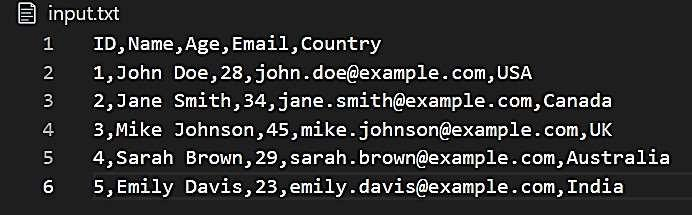 input.txt
1 ID,Name,Age,Email,Country
2 1,John Doe,28,john.doe@example.com,USA
3 2,Jane Smith,34,jane.smith@example.com,Canada
4 3,Mike Johnson,45,mike.johnson@example.com,UK
5 4,Sarah Brown,29,sarah.brown@example.com,Australia
6 5,Emily Davis,23,emily.davis@example.com,India